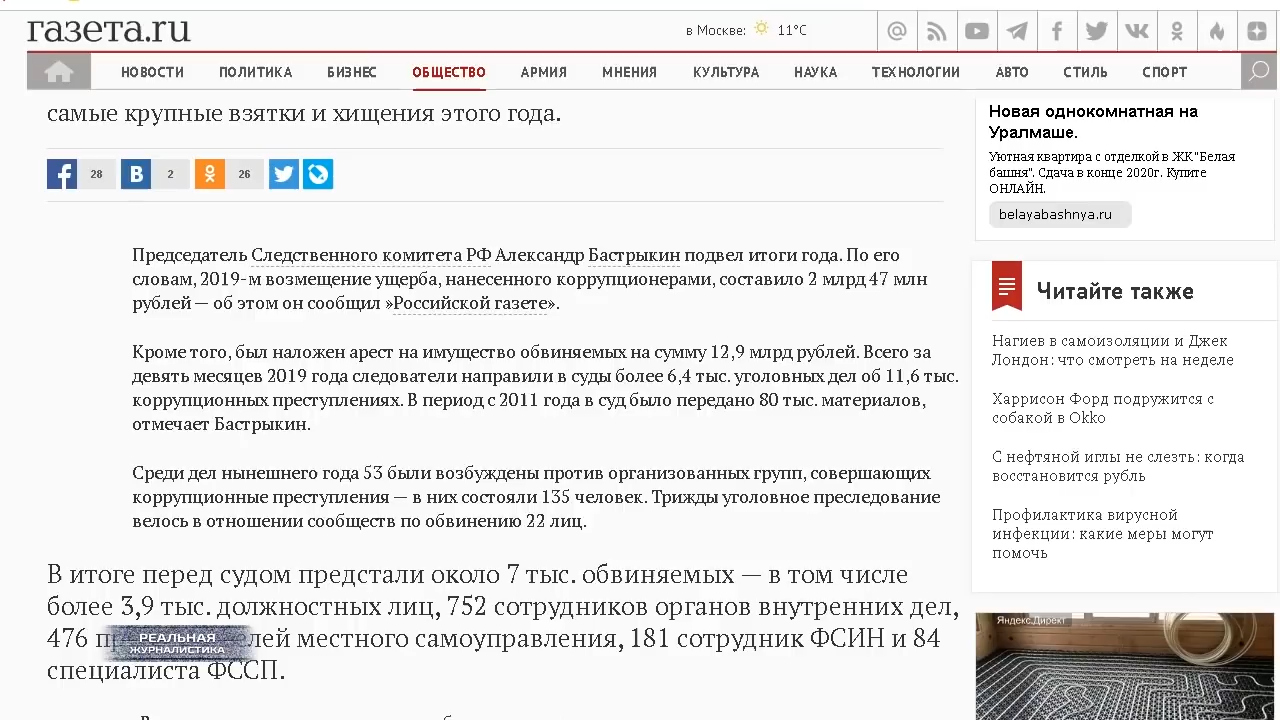 газета.ru
в Москве: 11°C
НОВОСТИ ПОЛИТИКА БИЗНЕС ОБЩЕСТВО АРМИЯ МНЕНИЯ КУЛЬТУРА НАУКА ТЕХНОЛОГИИ АВТО СТИЛЬ СПОРТ
самые крупные взятки и хищения этого года.
28 2 26
Председатель Следственного комитета РФ Александр Бастрыкин подвел итоги года. По его
словам, 2019-м возмещение ущерба, нанесенного коррупционерами, составило 2 млрд 47 млн
рублей — об этом от сообщил »Российской газете».
Кроме того, был наложен арест на имущество обвиняемых на сумму 12,9 млрд рублей. Всего за
девять месяцев 2019 года следователи направили в суды более 6,4 тыс. уголовных дел об 11,6 тыс.
коррупционных преступлениях. В период с 2011 года в суд было передано 80 тыс. материалов,
отмечает Бастрыкин.
Среди дел нынешнего года 53 были возбуждены против организованных групп, совершающих
коррупционные преступления — в них состояли 135 человек. Трижды уголовное преследование
велось в отношении сообществ по обвинению 22 лиц.
В итоге перед судом предстали около 7 тыс. обвиняемых — в том числе
более 3,9 тыс. должностных лиц, 752 сотрудников органов внутренних дел,
476 местного самоуправления, 181 сотрудник ФСИН и 84
специалиста ФССП.
РЕАЛЬНАЯ
ЖУРНАЛИСТИКА
Новая однокомнатная на
Уралмаше.
Уютная квартира с отделкой в ЖК "Белая
башня". Сдача в конце 2020г. Купите
ОНЛАЙН.
belayabashnya.ru
Читайте также
Нагиев в самоизоляции и Джек
Лондон: что смотреть на неделе
Харрисон Форд подружится с
собакой в Okko
С нефтяной иглы не слезть: когда
восстановится рубль
Профилактика вирусной
инфекции: какие меры могут
помочь
Яндекс.Директ